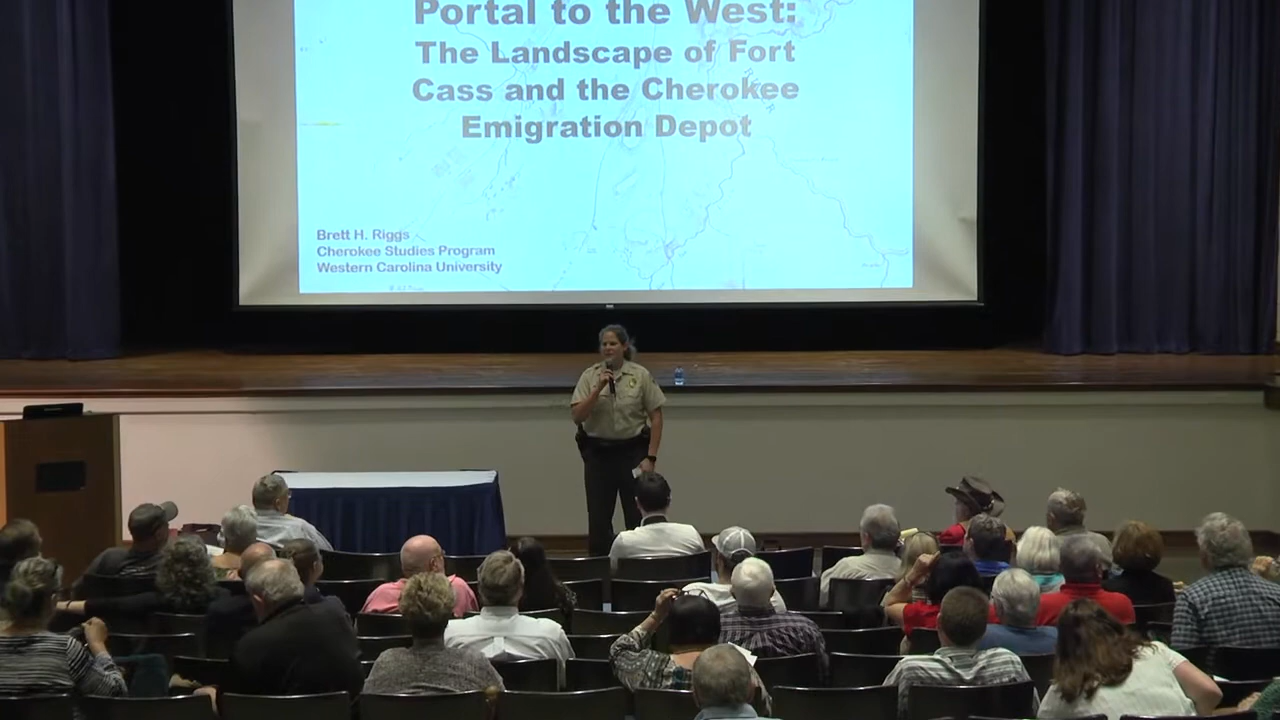 Portal to the West:
The Landscape of Fort
Cass and the Cherokee
Emigration Depot
Brett H. Riggs
Cherokee Studies Program
Western Carolina University